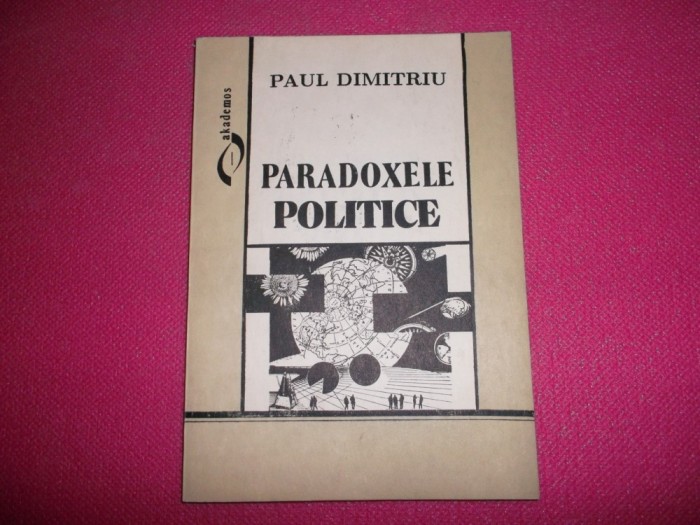 PAUL DIMITRIU
akademos
PARADOXELE
POLITICE